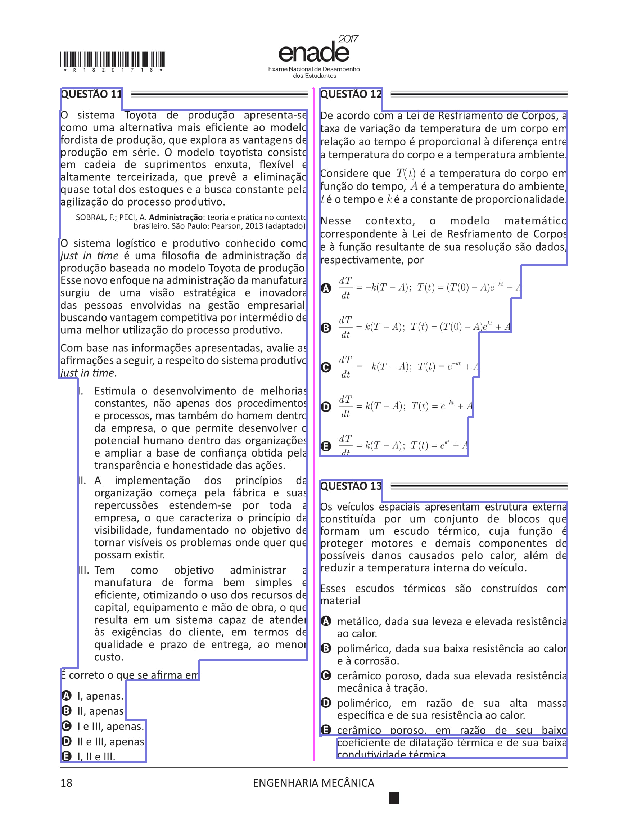 2017
enade
Exame Nacional de Desempenho
dos Estudantes
*R18201718*
QUESTÃO 11
O sistema Toyota de produção apresenta-se
como uma alternativa mais eficiente ao modelo
fordista de produção, que explora as vantagens de
produção em série. O modelo toyotista consiste
em cadeia de suprimentos enxuta, flexível e
altamente terceirizada, que prevê a eliminação
quase total dos estoques e a busca constante pela
agilização do processo produtivo.
SOBRAL, F.; PECI, A. Administração: teoria e prática no contexto
brasileiro. São Paulo: Pearson, 2013 (adaptado).
O sistema logístico e produtivo conhecido como
just in time é uma filosofia de administração da
produção baseada no modelo Toyota de produção.
Esse novo enfoque na administração da manufatura
surgiu de uma visão estratégica e inovadora
das pessoas envolvidas na gestão empresarial,
buscando vantagem competitiva por intermédio de
uma melhor utilização do processo produtivo.
Com base nas informações apresentadas, avalie as
afirmações a seguir, a respeito do sistema produtivo
just in time.
I. Estimula o desenvolvimento de melhorias
constantes, não apenas dos procedimentos
e processos, mas também do homem dentro
da empresa, o que permite desenvolver o
potencial humano dentro das organizações
e ampliar a base de confiança obtida pela
transparência e honestidade das ações.
II. A implementação dos princípios da
organização começa pela fábrica e suas
repercussões estendem-se por toda a
empresa, o que caracteriza o princípio da
visibilidade, fundamentado no objetivo de
tornar visíveis os problemas onde quer que
possam existir.
III. Tem como objetivo administrar a
manufatura de forma bem simples e
eficiente, otimizando o uso dos recursos de
capital, equipamento e mão de obra, o que
resulta em um sistema capaz de atender
às exigências do cliente, em termos de
qualidade e prazo de entrega, ao menor
custo.
É correto o que se afirma em
A I, apenas.
B II, apenas.
C I e III, apenas.
D II e III, apenas.
E I, II e III.
QUESTÃO 12
De acordo com a Lei de Resfriamento de Corpos, a
taxa de variação da temperatura de um corpo em
relação ao tempo é proporcional à diferença entre
a temperatura do corpo e a temperatura ambiente.
Considere que T(t) é a temperatura do corpo em
função do tempo, A é a temperatura do ambiente,
t é o tempo e k é a constante de proporcionalidade.
Nesse contexto, o modelo matemático
correspondente à Lei de Resfriamento de Corpos
e à função resultante de sua resolução são dados,
respectivamente, por
A dT/dt = -k(T - A); T(t) = (T(0) - A)e^-kt + A
B dT/dt = k(T - A); T(t) = (T(0) - A)e^kt + A
C dT/dt = -k(T - A); T(t) = e^-kt + A
D dT/dt = k(T - A); T(t) = e^-kt + A
E dT/dt = k(T - A); T(t) = e^kt - A
QUESTÃO 13
Os veículos espaciais apresentam estrutura externa
constituída por um conjunto de blocos que
formam um escudo térmico, cuja função é
proteger motores e demais componentes de
possíveis danos causados pelo calor, além de
reduzir a temperatura interna do veículo.
Esses escudos térmicos são construídos com
material
A metálico, dada sua leveza e elevada resistência
ao calor.
B polimérico, dada sua baixa resistência ao calor
e à corrosão.
C cerâmico poroso, dada sua elevada resistência
mecânica à tração.
D polimérico, em razão de sua alta massa
específica e de sua resistência ao calor.
E cerâmico poroso, em razão de seu baixo
coeficiente de dilatação térmica e de sua baixa
condutividade térmica.
18
ENGENHARIA MECÂNICA